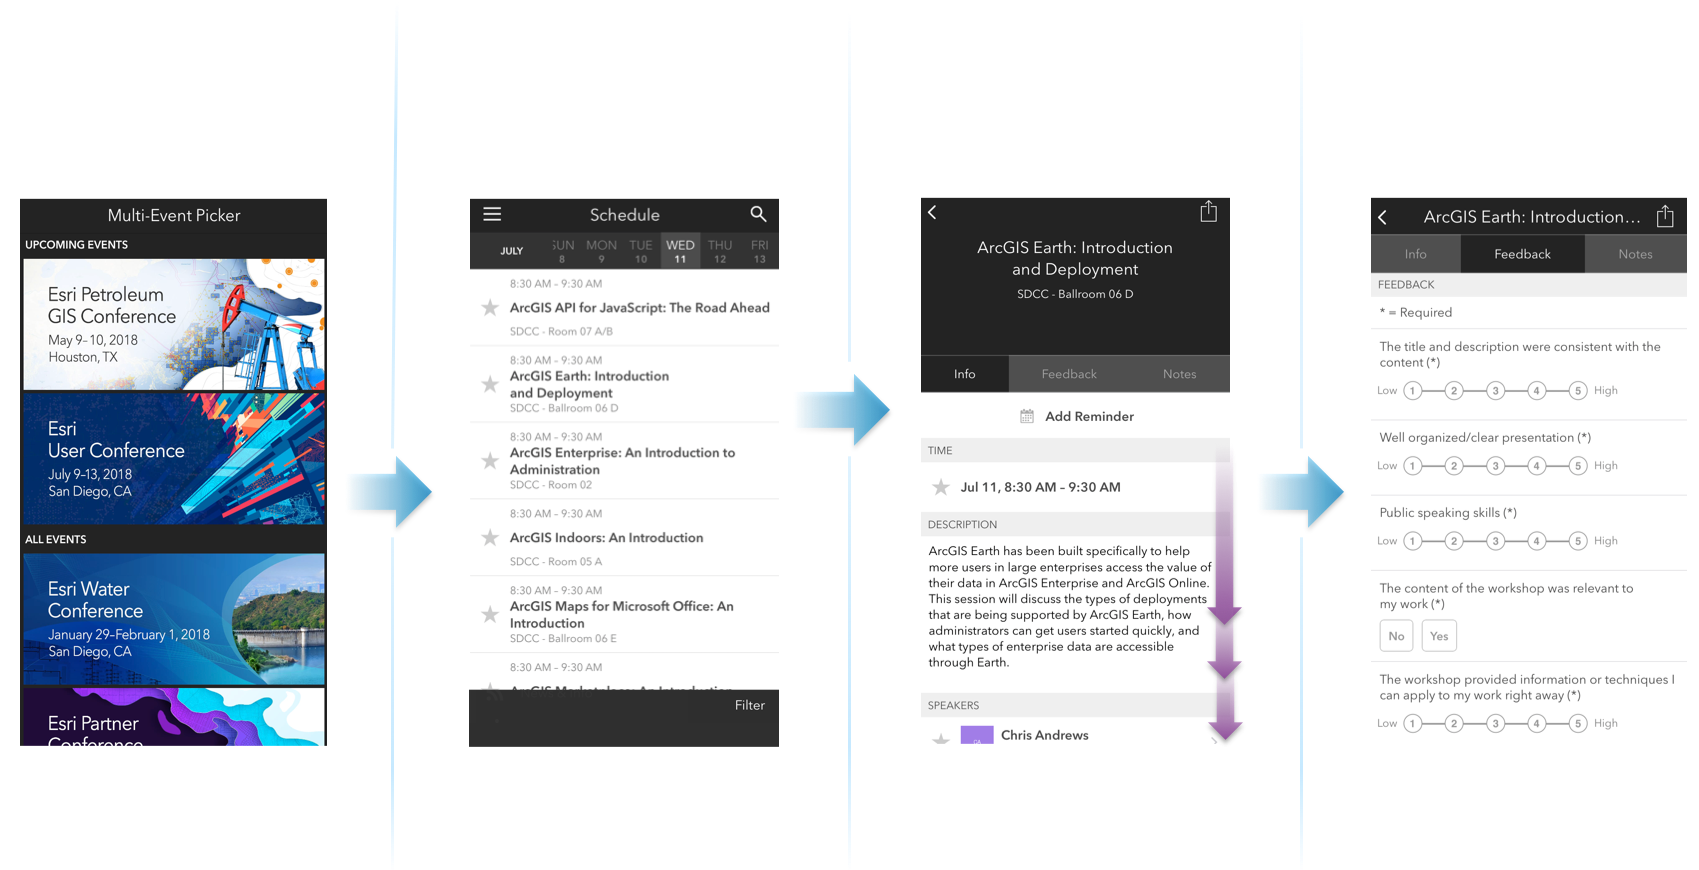 Multi-Event Picker
UPCOMING EVENTS
Esri Petroleum
GIS Conference
May 9-10, 2018
Houston, TX
Esri
User Conference
July 9-13, 2018
San Diego, CA
ALL EVENTS
Esri Water
Conference
January 29-February 1, 2018
San Diego, CA
Esri Partner
Conference
Schedule
JULY
SUN MON TUE WED THU FRI
8 9 10 11 12 13
8:30 AM - 9:30 AM
ArcGIS API for JavaScript: The Road Ahead
SDCC - Room 07 A/B
8:30 AM - 9:30 AM
ArcGIS Earth: Introduction
and Deployment
SDCC - Ballroom 06 D
8:30 AM - 9:30 AM
ArcGIS Enterprise: An Introduction to
Administration
SDCC - Room 02
8:30 AM - 9:30 AM
ArcGIS Indoors: An Introduction
SDCC - Room 05 A
8:30 AM - 9:30 AM
ArcGIS Maps for Microsoft Office: An
Introduction
SDCC - Ballroom 06 E
8:30 AM - 9:30 AM
ArcGIS Marketplace: An Introduction
Filter
ArcGIS Earth: Introduction
and Deployment
SDCC - Ballroom 06 D
Info Feedback Notes
Add Reminder
TIME
Jul 11, 8:30 AM - 9:30 AM
DESCRIPTION
ArcGIS Earth has been built specifically to help
more users in large enterprises access the value of
their data in ArcGIS Enterprise and ArcGIS Online.
This session will discuss the types of deployments
that are being supported by ArcGIS Earth, how
administrators can get users started quickly, and
what types of enterprise data are accessible
through Earth.
SPEAKERS
Chris Andrews
ArcGIS Earth: Introduction...
Info Feedback Notes
FEEDBACK
* = Required
The title and description were consistent with the
content (*)
Low 1 2 3 4 5 High
Well organized/clear presentation (*)
Low 1 2 3 4 5 High
Public speaking skills (*)
Low 1 2 3 4 5 High
The content of the workshop was relevant to
my work (*)
No Yes
The workshop provided information or techniques I
can apply to my work right away (*)
Low 1 2 3 4 5 High